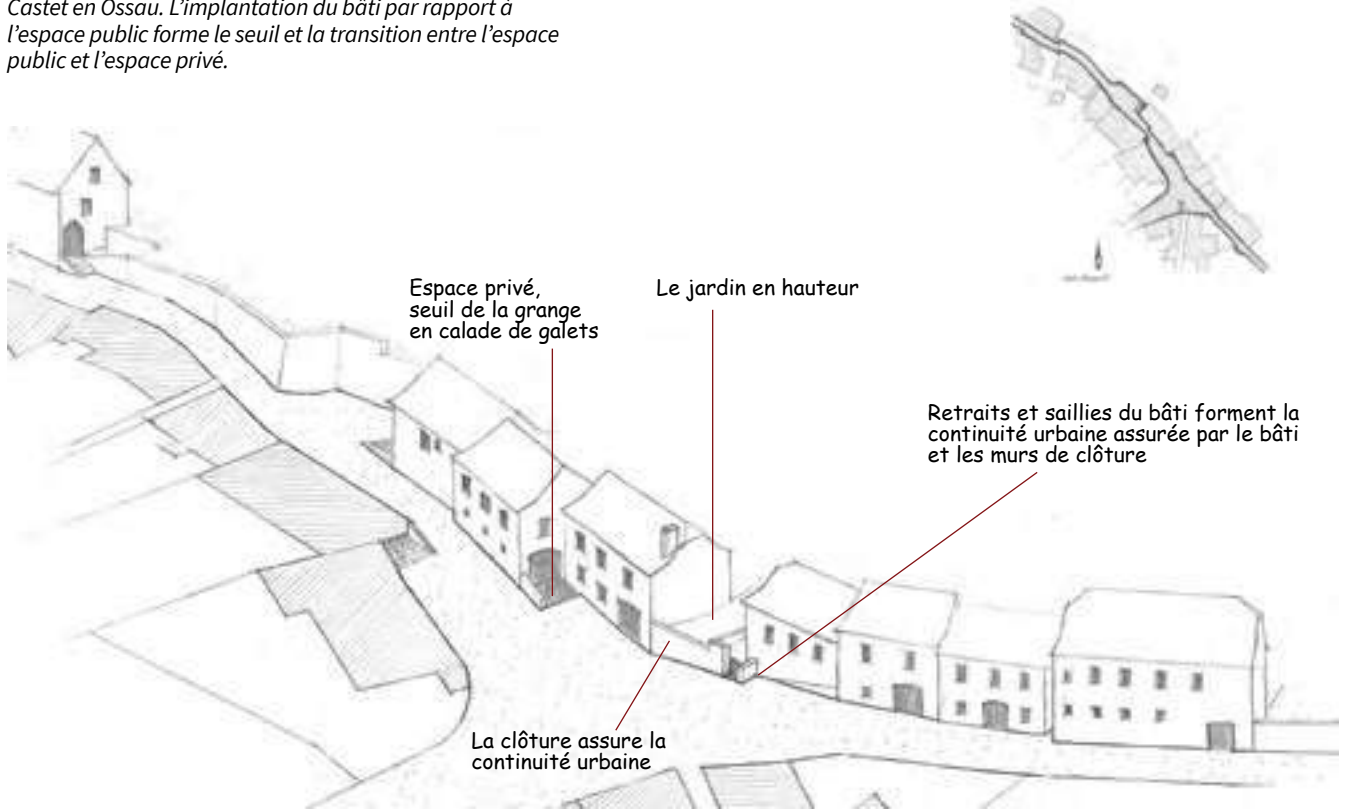 Castet en Ossau. L'implantation du bâti par rapport à
l'espace public forme le seuil et la transition entre l'espace
public et l'espace privé.
Espace privé,
seuil de la grange
en calade de galets
Le jardin en hauteur
Retraits et saillies du bâti forment la
continuité urbaine assurée par le bâti
et les murs de clôture
La clôture assure la
continuité urbaine